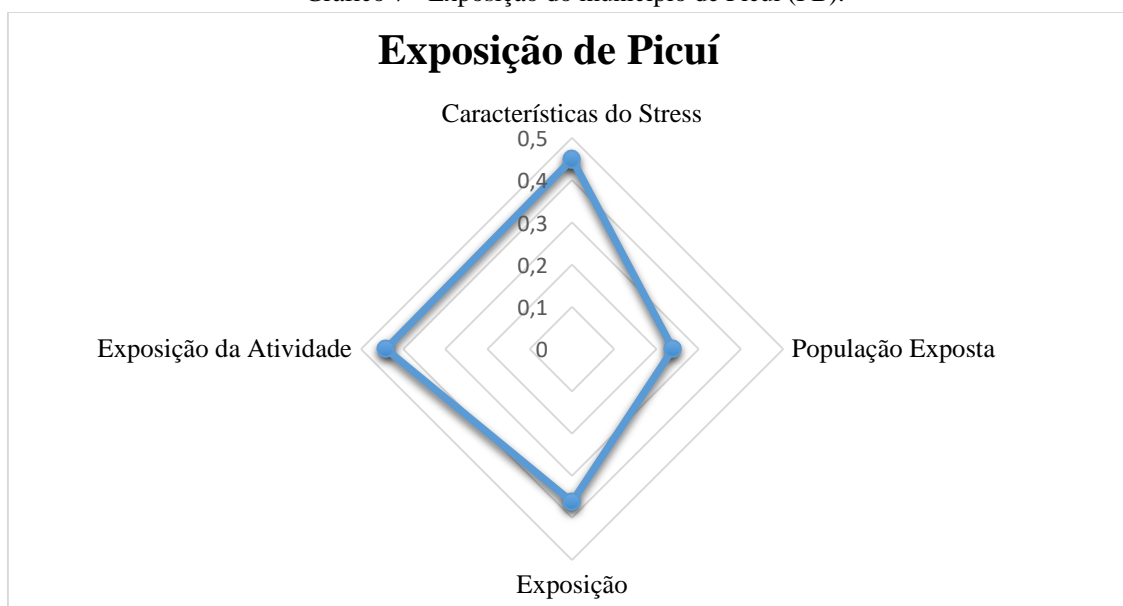 Exposição de Picuí
Características do Stress
0,5
0,4
0,3
0,2
0,1
0
Exposição da Atividade
População Exposta
Exposição